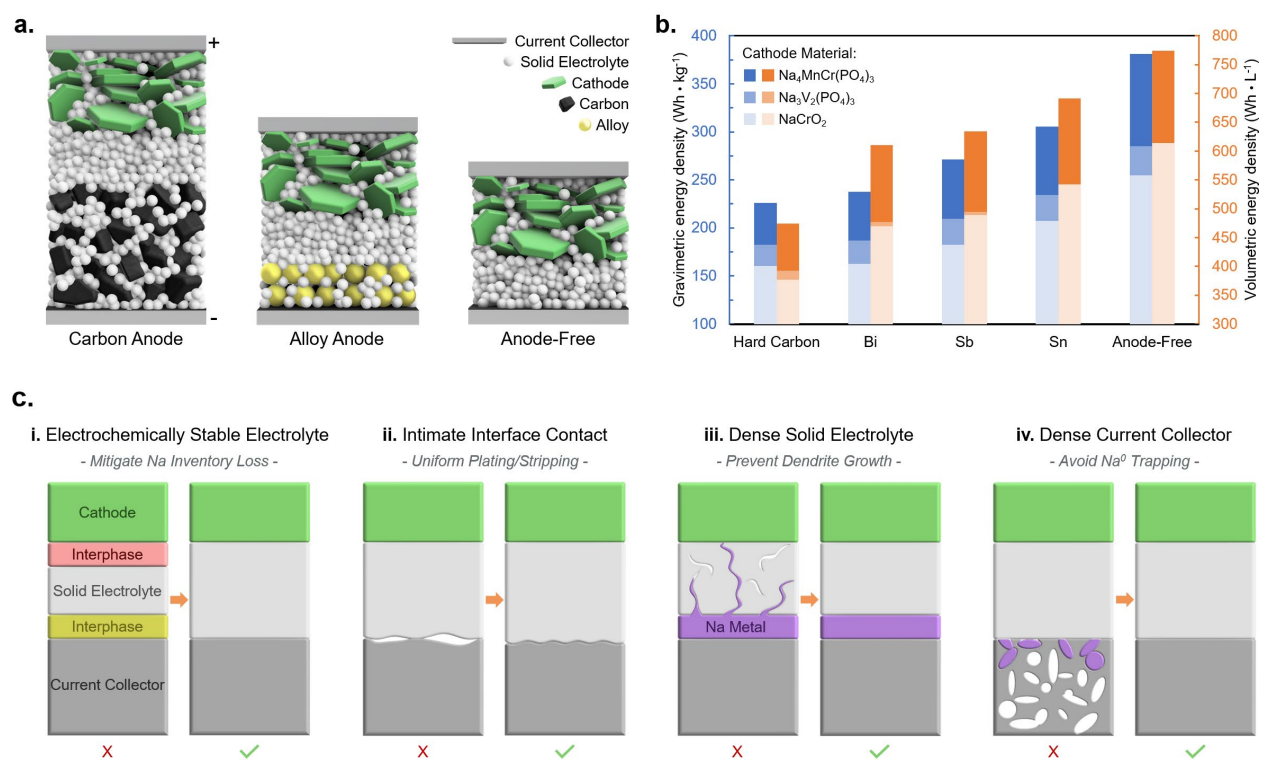 a.
+
-
Current Collector
Solid Electrolyte
Cathode
Carbon
Alloy
Carbon Anode
Alloy Anode
Anode-Free
b.
Gravimetric energy density (Wh • kg⁻¹)
400
350
300
250
200
150
100
Cathode Material:
Na₄MnCr(PO₄)₃
Na₃V₂(PO₄)₃
NaCrO₂
800
750
700
650
600
550
500
450
400
350
300
Volumetric energy density (Wh • L⁻¹)
Hard Carbon
Bi
Sb
Sn
Anode-Free
c.
i. Electrochemically Stable Electrolyte
- Mitigate Na Inventory Loss -
Cathode
Interphase
Solid Electrolyte
Interphase
Current Collector
X
ii. Intimate Interface Contact
- Uniform Plating/Stripping -
X
iii. Dense Solid Electrolyte
- Prevent Dendrite Growth -
Na Metal
X
iv. Dense Current Collector
- Avoid Na⁰ Trapping -
X